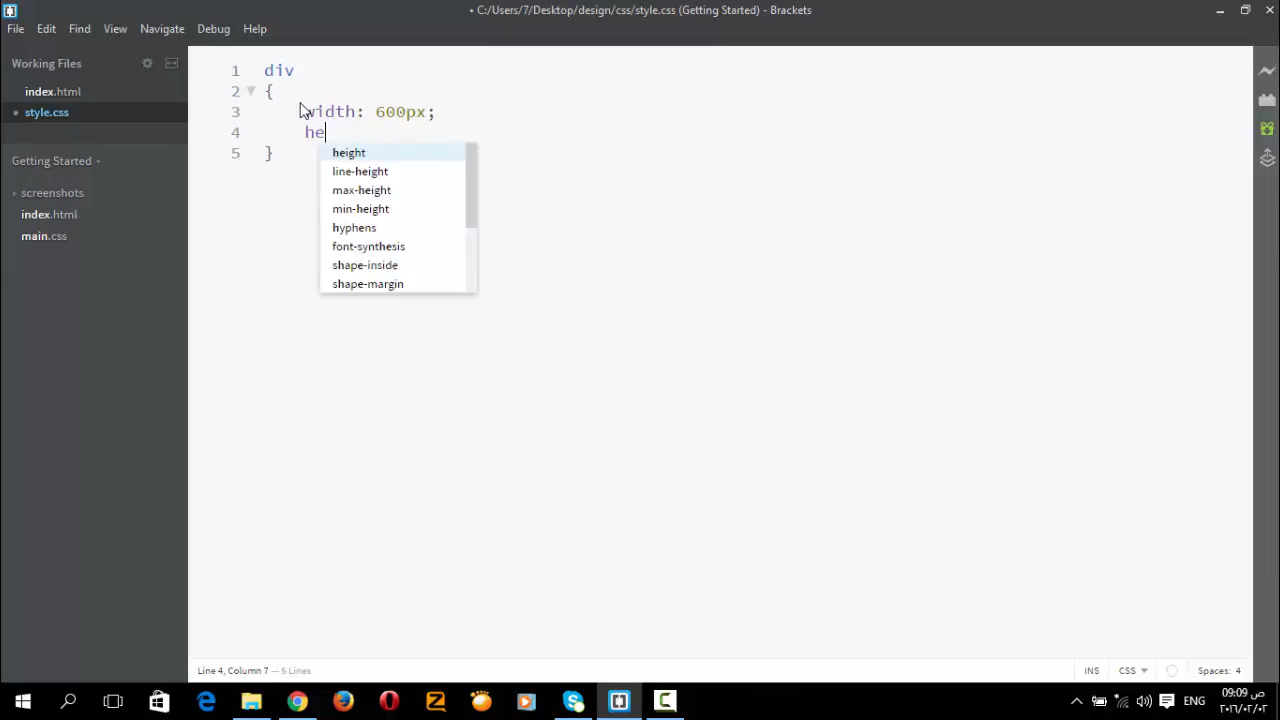 • C:/Users/7/Desktop/design/css/style.css (Getting Started) - Brackets
File Edit Find View Navigate Debug Help
Working Files
index.html
• style.css
Getting Started
screenshots
index.html
main.css
1 div
2 {
3 width: 600px;
4 he
5 }
height
line-height
max-height
min-height
hyphens
font-synthesis
shape-inside
shape-margin
Line 4, Column 7 — 5 Lines
INS CSS Spaces: 4
ENG
09:09 ص
٢٠١٦/٠٢/٠٢